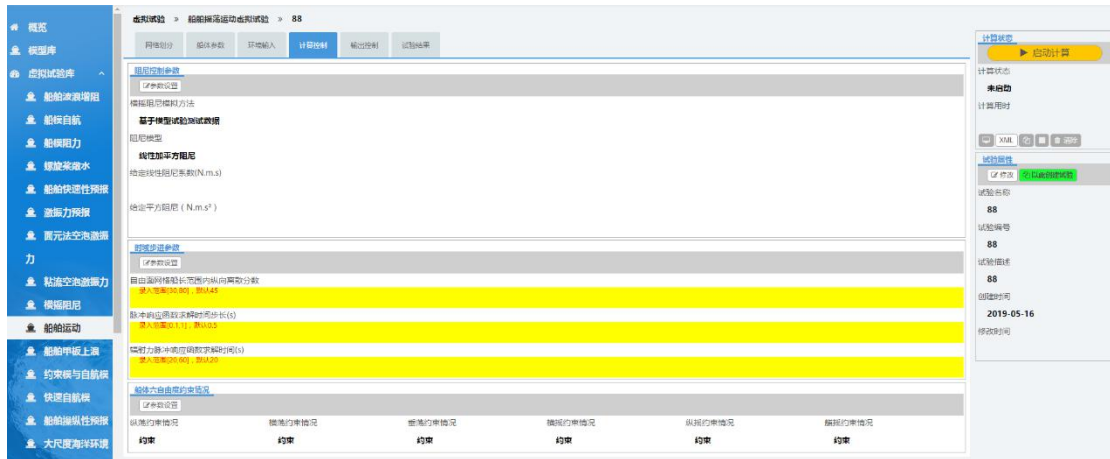 概览
模型库
虚拟试验库
船舶波浪增阻
船模自航
船模阻力
螺旋桨敞水
船舶快速性预报
激振力预报
面元法空泡激振
力
粘流空泡激振力
横摇阻尼
船舶运动
船舶甲板上浪
约束模与自航模
快速自航模
船舶操纵性预报
大尺度海洋环境
虚拟试验 » 船舶摇荡运动虚拟试验 » 88
网格划分 船体参数 环境输入 计算控制 输出控制 试验结果
阻尼控制参数
参数设置
横摇阻尼模拟方法
基于模型试验测试数据
阻尼模型
线性加平方阻尼
给定线性阻尼系数(N.m.s)
给定平方阻尼 ( N.m.s² )
时域步进参数
参数设置
自由面网格船长范围内纵向离散分数
录入范围[30,60]，默认45
脉冲响应函数求解时间步长(s)
录入范围[0.1,1]，默认0.5
辐射力脉冲响应函数求解时间(s)
录入范围[20,60]，默认20
船体六自由度约束情况
参数设置
纵荡约束情况 横荡约束情况 垂荡约束情况 横摇约束情况 纵摇约束情况 艏摇约束情况
约束 约束 约束 约束 约束 约束
计算状态
启动计算
计算状态
未启动
计算用时
XML 清除
试验属性
修改 以此创建试验
试验名称
88
试验编号
88
试验描述
88
创建时间
2019-05-16
修改时间